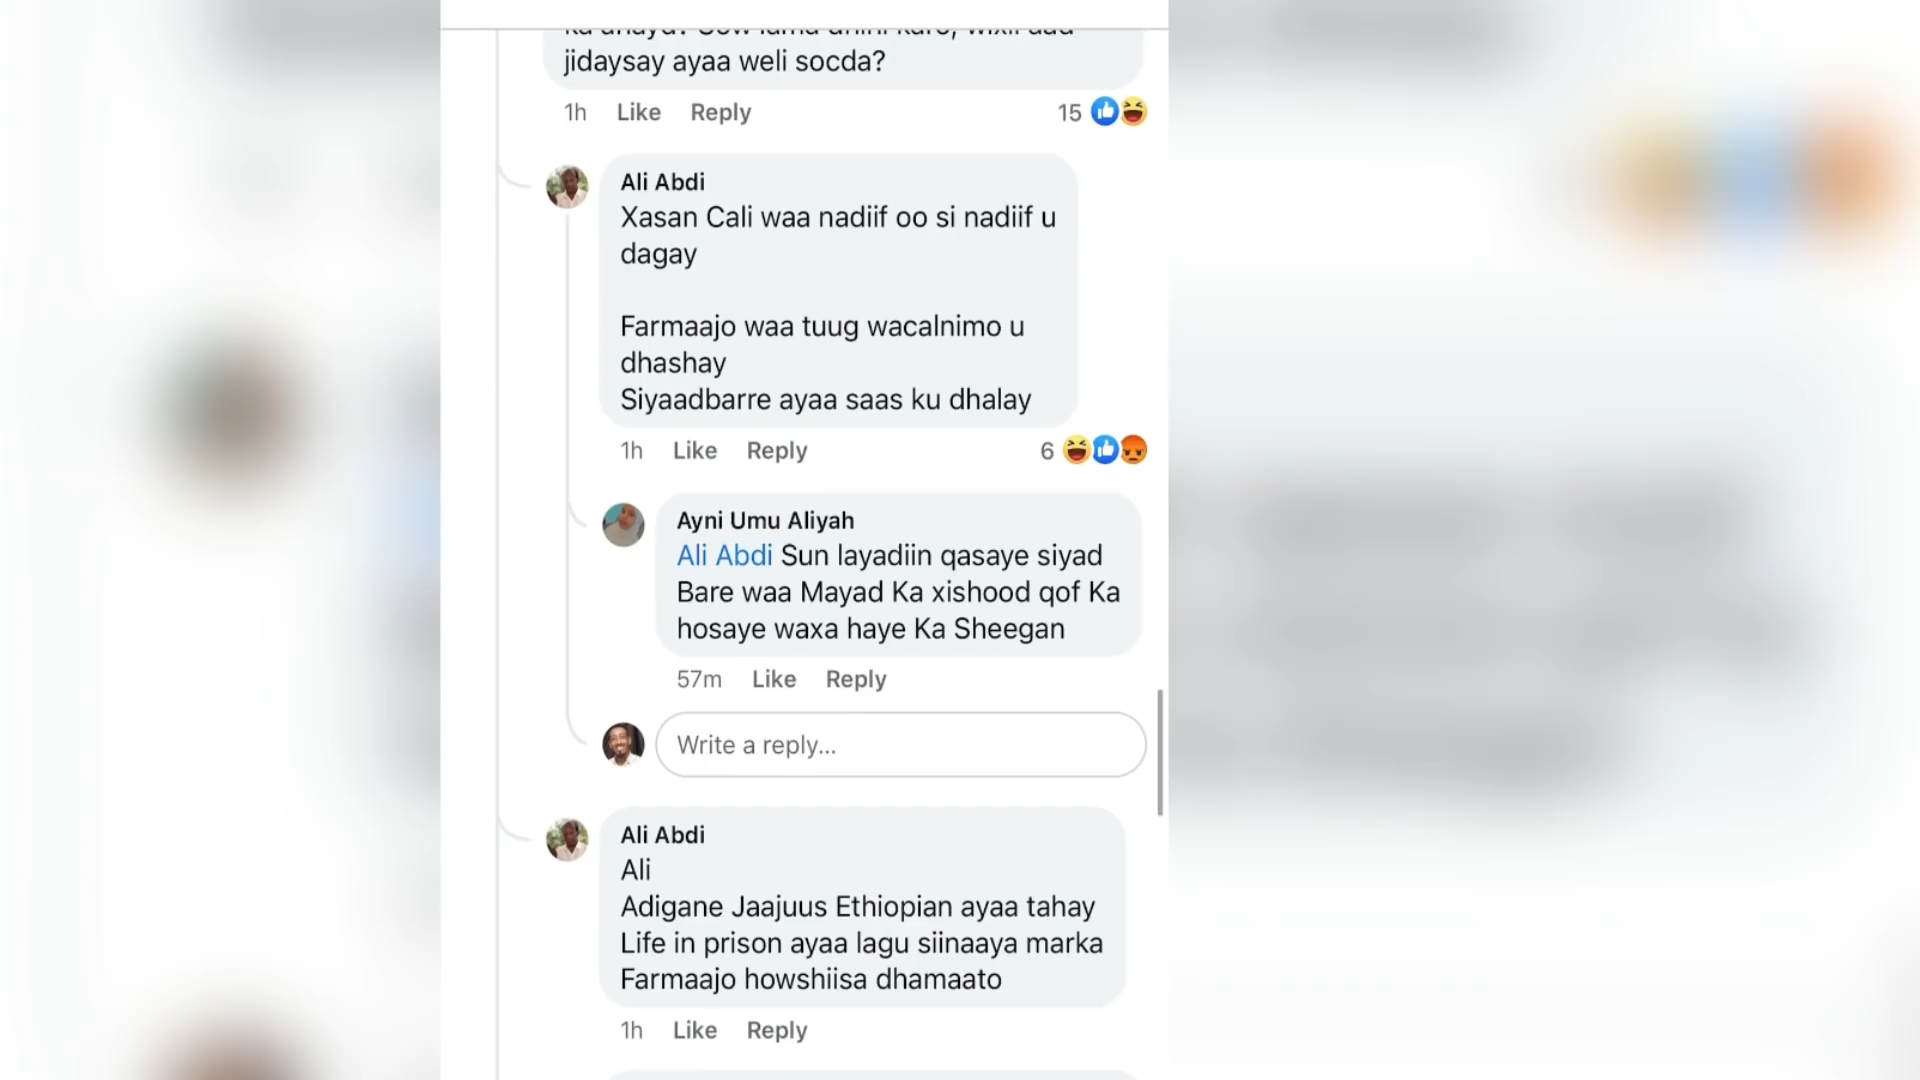 jidaysay ayaa weli socda?
1h Like Reply 15
Ali Abdi
Xasan Cali waa nadiif oo si nadiif u
dagay
Farmaajo waa tuug wacalnimo u
dhashay
Siyaadbarre ayaa saas ku dhalay
1h Like Reply 6
Ayni Umu Aliyah
Ali Abdi Sun layadiin qasaye siyad
Bare waa Mayad Ka xishood qof Ka
hosaye waxa haye Ka Sheegan
57m Like Reply
Write a reply...
Ali Abdi
Ali
Adigane Jaajuus Ethiopian ayaa tahay
Life in prison ayaa lagu siinaaya marka
Farmaajo howshiisa dhamaato
1h Like Reply